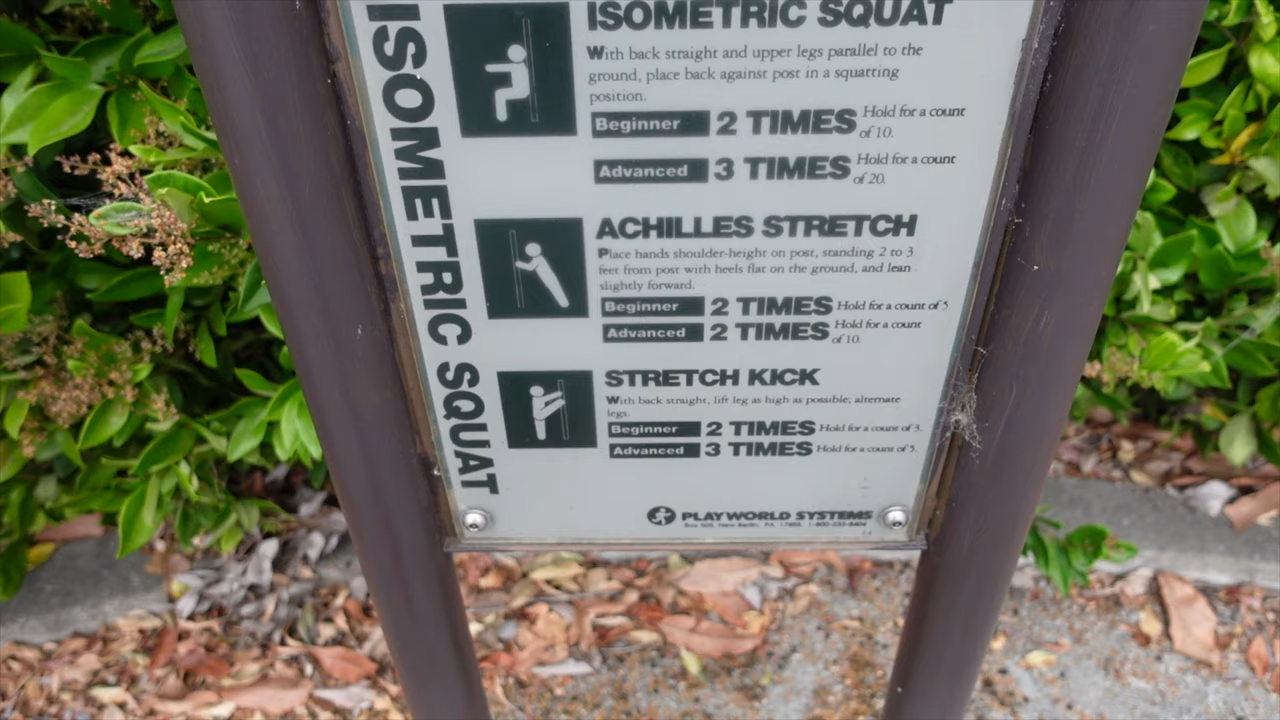 ISOMETRIC SQUAT
ISOMETRIC SQUAT
With back straight and upper legs parallel to the
ground, place back against post in a squatting
position.
Beginner 2 TIMES Hold for a count
of 10.
Advanced 3 TIMES Hold for a count
of 20.
ACHILLES STRETCH
Place hands shoulder-height on post, standing 2 to 3
feet from post with heels flat on the ground, and lean
slightly forward.
Beginner 2 TIMES Hold for a count of 5
Advanced 2 TIMES Hold for a count
of 10.
STRETCH KICK
With back straight, lift leg as high as possible; alternate
legs.
Beginner 2 TIMES Hold for a count of 3.
Advanced 3 TIMES Hold for a count of 5.
PLAYWORLD SYSTEMS
Box 505, New Berlin, PA